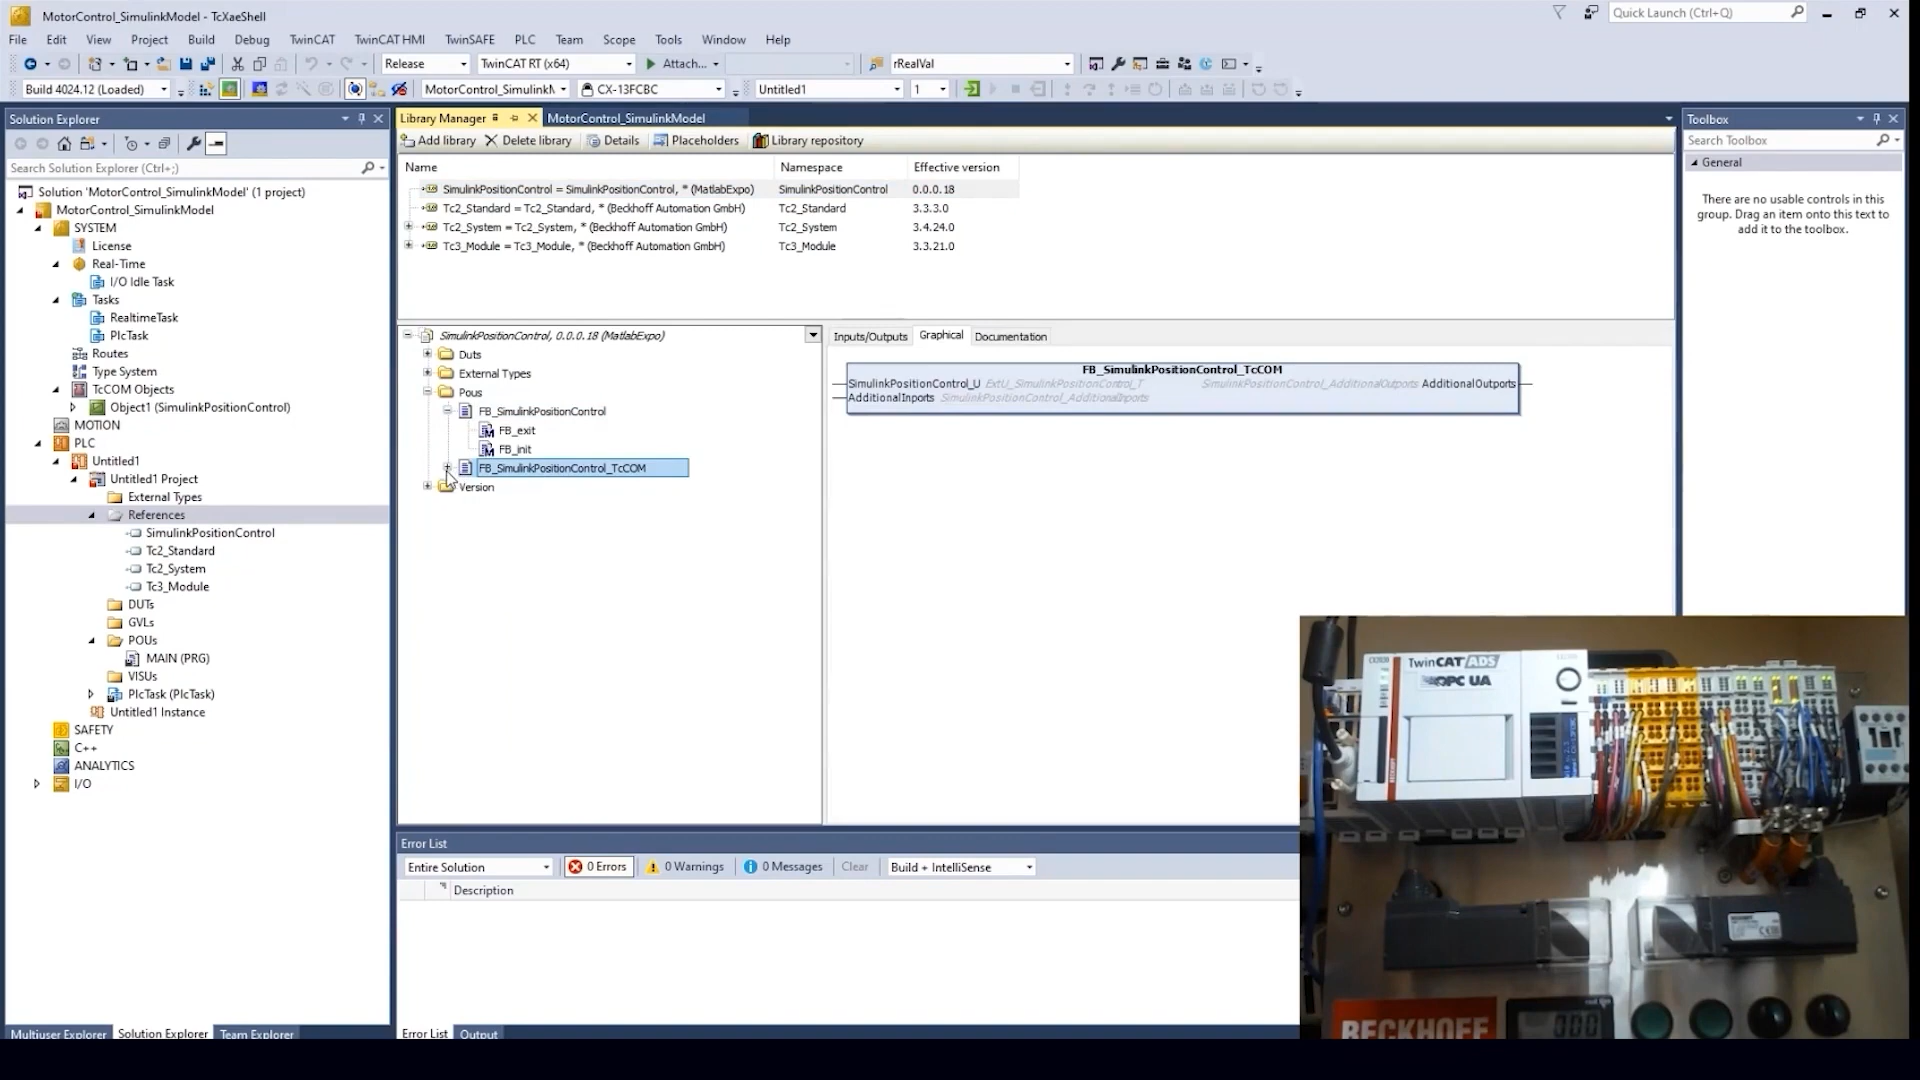 MotorControl_SimulinkModel - TcXaeShell
Quick Launch (Ctrl+Q)
File Edit View Project Build Debug TwinCAT TwinCAT HMI TwinSAFE PLC Team Scope Tools Window Help
Release TwinCAT RT (x64) Attach... rRealVal
Build 4024.12 (Loaded) MotorControl_SimulinkM CX-13FCBC Untitled1 1
Solution Explorer
Search Solution Explorer (Ctrl+;)
Solution 'MotorControl_SimulinkModel' (1 project)
MotorControl_SimulinkModel
SYSTEM
License
Real-Time
I/O Idle Task
Tasks
RealtimeTask
PlcTask
Routes
Type System
TcCOM Objects
Object1 (SimulinkPositionControl)
MOTION
PLC
Untitled1
Untitled1 Project
External Types
References
SimulinkPositionControl
Tc2_Standard
Tc2_System
Tc3_Module
DUTs
GVLs
POUs
MAIN (PRG)
VISUs
PlcTask (PlcTask)
Untitled1 Instance
SAFETY
C++
ANALYTICS
I/O
Multiuser Explorer Solution Explorer Team Explorer
Library Manager MotorControl_SimulinkModel
Add library Delete library Details Placeholders Library repository
Name Namespace Effective version
SimulinkPositionControl = SimulinkPositionControl, * (MatlabExpo) SimulinkPositionControl 0.0.0.18
Tc2_Standard = Tc2_Standard, * (Beckhoff Automation GmbH) Tc2_Standard 3.3.3.0
Tc2_System = Tc2_System, * (Beckhoff Automation GmbH) Tc2_System 3.4.24.0
Tc3_Module = Tc3_Module, * (Beckhoff Automation GmbH) Tc3_Module 3.3.21.0
SimulinkPositionControl, 0.0.0.18 (MatlabExpo)
Duts
External Types
Pous
FB_SimulinkPositionControl
FB_exit
FB_init
FB_SimulinkPositionControl_TcCOM
Version
Inputs/Outputs Graphical Documentation
FB_SimulinkPositionControl_TcCOM
SimulinkPositionControl_U ExtU_SimulinkPositionControl_T SimulinkPositionControl_AdditionalOutports AdditionalOutports
AdditionalInports SimulinkPositionControl_AdditionalInports
Error List
Entire Solution 0 Errors 0 Warnings 0 Messages Clear Build + IntelliSense
Description
Error List Output
Toolbox
Search Toolbox
General
There are no usable controls in this
group. Drag an item onto this text to
add it to the toolbox.
TwinCAT ADS
OPC UA
BECKHOFF